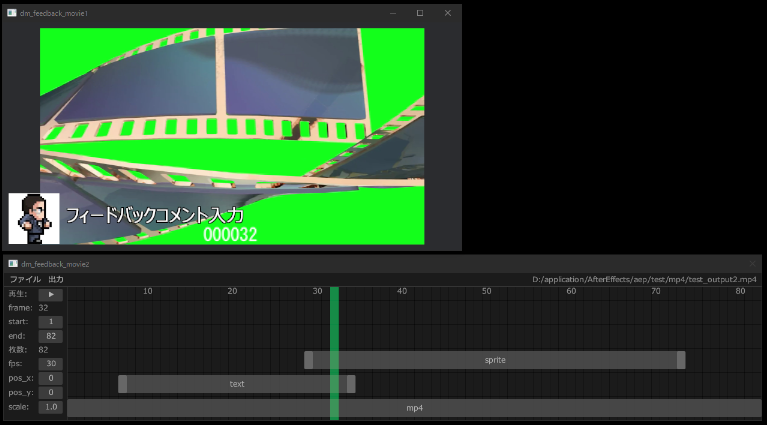 dm_feedback_movie1
フィードバックコメント入力
000032
dm_feedback_movie2
ファイル 出力 D:/application/AfterEffects/aep/test/mp4/test_output2.mp4
再生: 10 20 30 40 50 60 70 80
frame: 32
start: 1
end: 82
枚数: 82
fps: 30 sprite
pos_x: 0 text
pos_y: 0
scale: 1.0 mp4